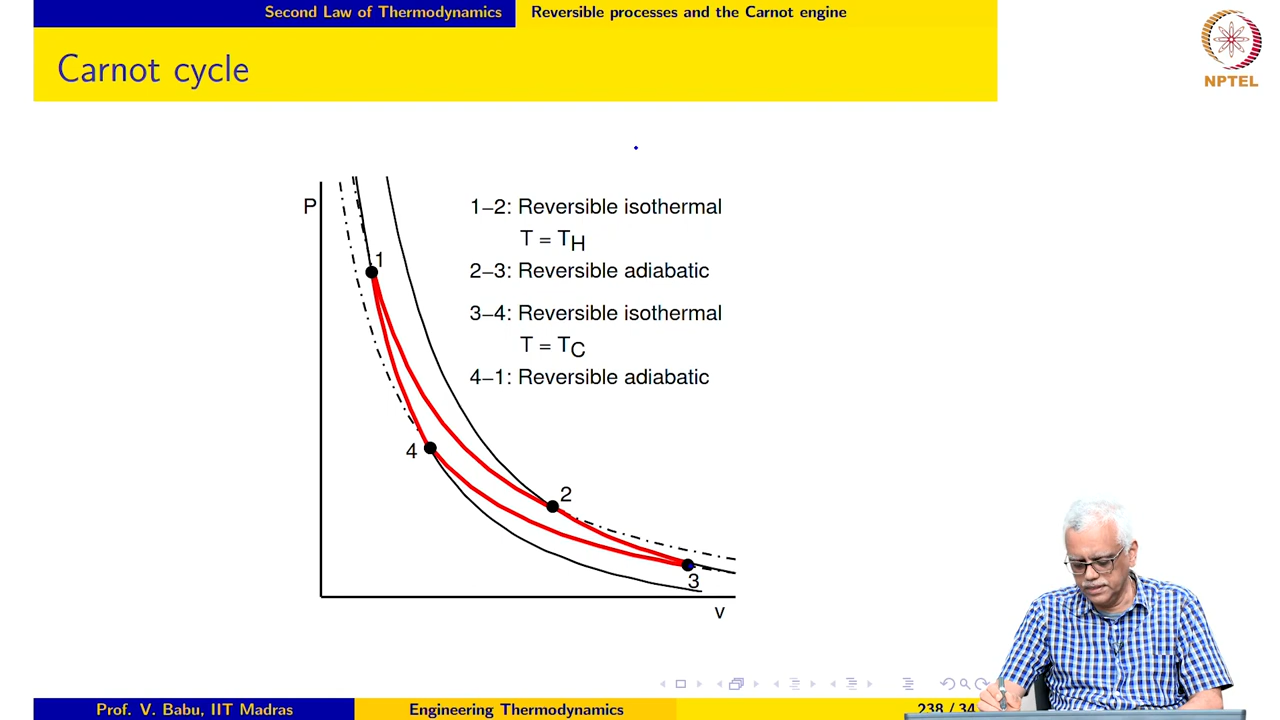 Second Law of Thermodynamics Reversible processes and the Carnot engine
Carnot cycle
NPTEL
P
1–2: Reversible isothermal
T = TH
1
2–3: Reversible adiabatic
3–4: Reversible isothermal
T = TC
4–1: Reversible adiabatic
4
2
3
v
Prof. V. Babu, IIT Madras Engineering Thermodynamics 238 / 34